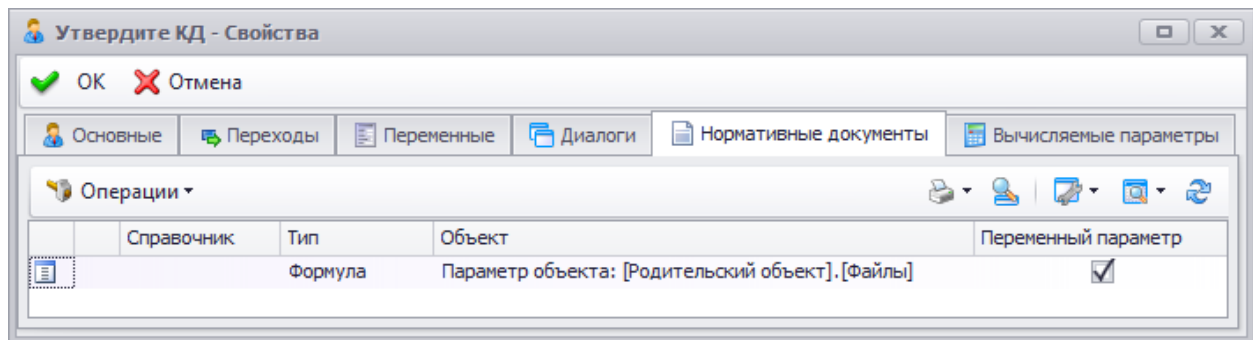 Утвердите КД - Свойства
ОК Отмена
Основные Переходы Переменные Диалоги Нормативные документы Вычисляемые параметры
Операции
Справочник Тип Объект Переменный параметр
Формула Параметр объекта: [Родительский объект].[Файлы]